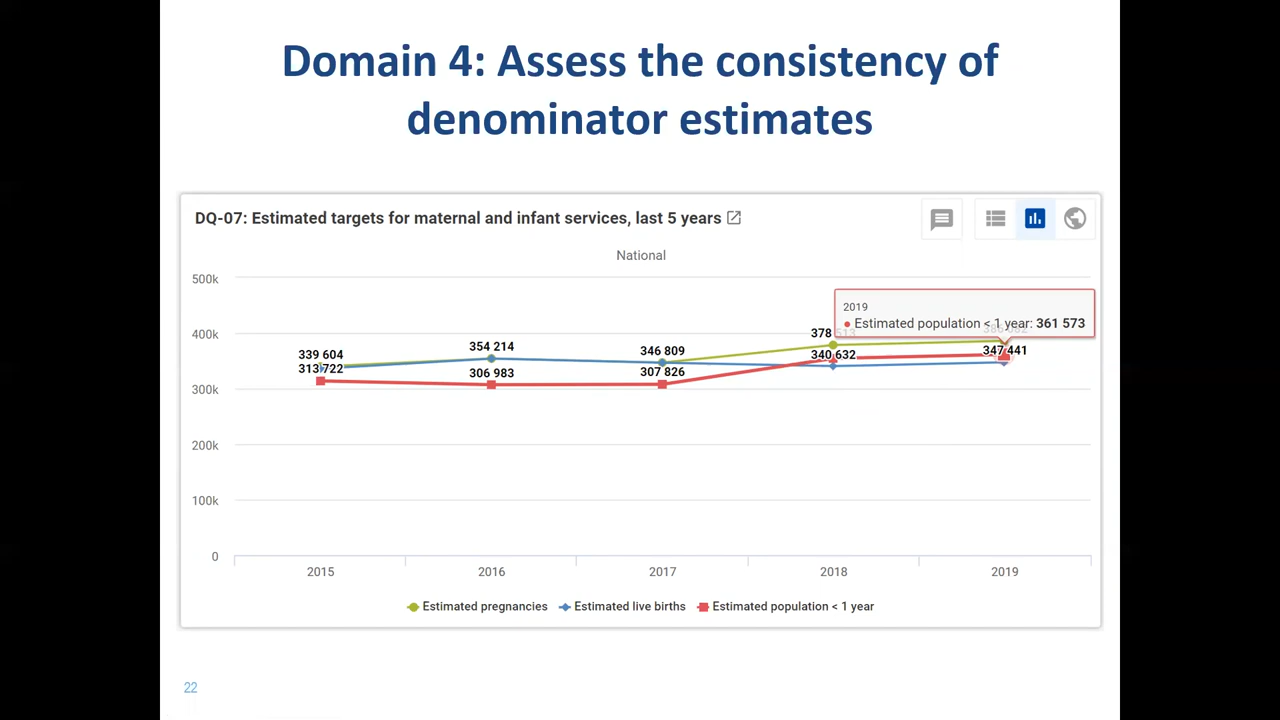 Domain 4: Assess the consistency of
denominator estimates
DQ-07: Estimated targets for maternal and infant services, last 5 years
National
500k
400k
300k
200k
100k
0
2019
Estimated population < 1 year: 361 573
339 604
313 722
354 214
306 983
346 809
307 826
378 513
340 632
347 441
2015
2016
2017
2018
2019
Estimated pregnancies
Estimated live births
Estimated population < 1 year
22